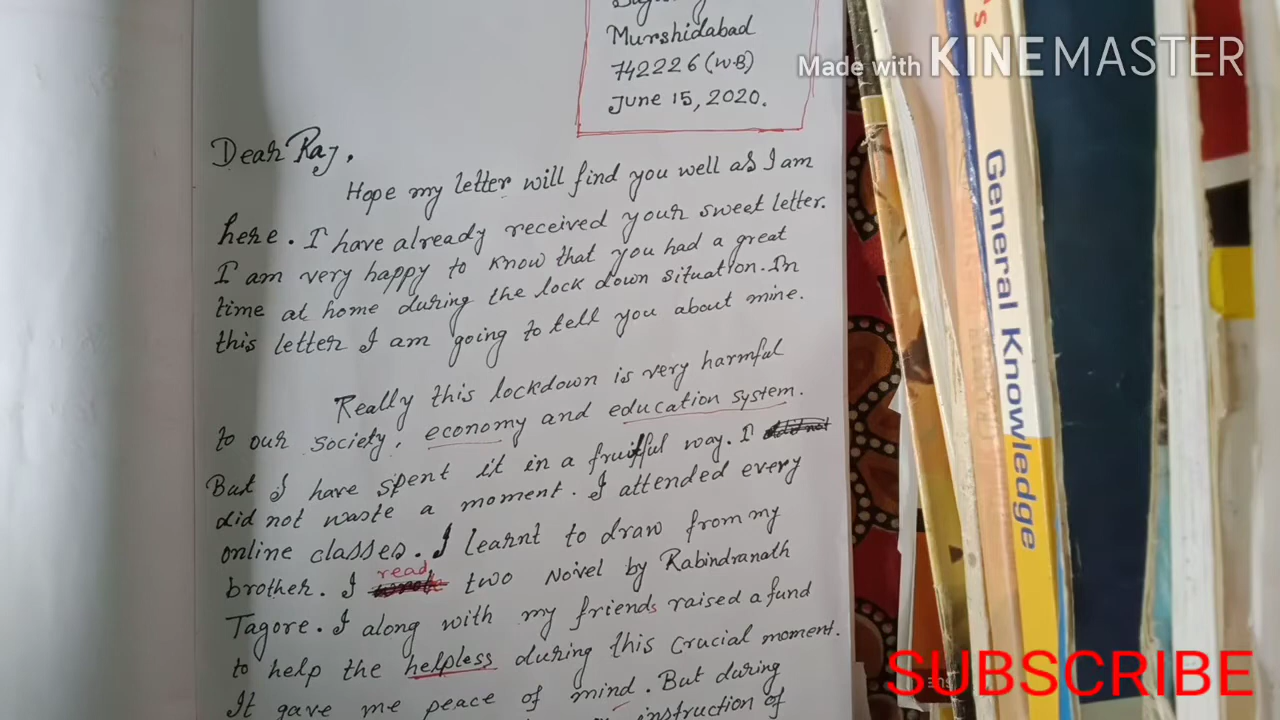 Murshidabad
742226 (W.B)
June 15, 2020.
Made with KINEMASTER
Dear Raj,
Hope my letter will find you well as I am
here. I have already received your sweet letter.
I am very happy to know that you had a great
time at home during the lock down situation. In
this letter I am going to tell you about mine.
Really this lockdown is very harmful
to our society, economy and education system.
But I have spent it in a fruitful way. I
did not waste a moment. I attended every
online classes. I learnt to draw from my
read
brother. I two Novel by Rabindranath
Tagore. I along with my friends raised a fund
to help the helpless during this crucial moment.
It gave me peace of mind. But during
instruction of
General Knowledge
SUBSCRIBE